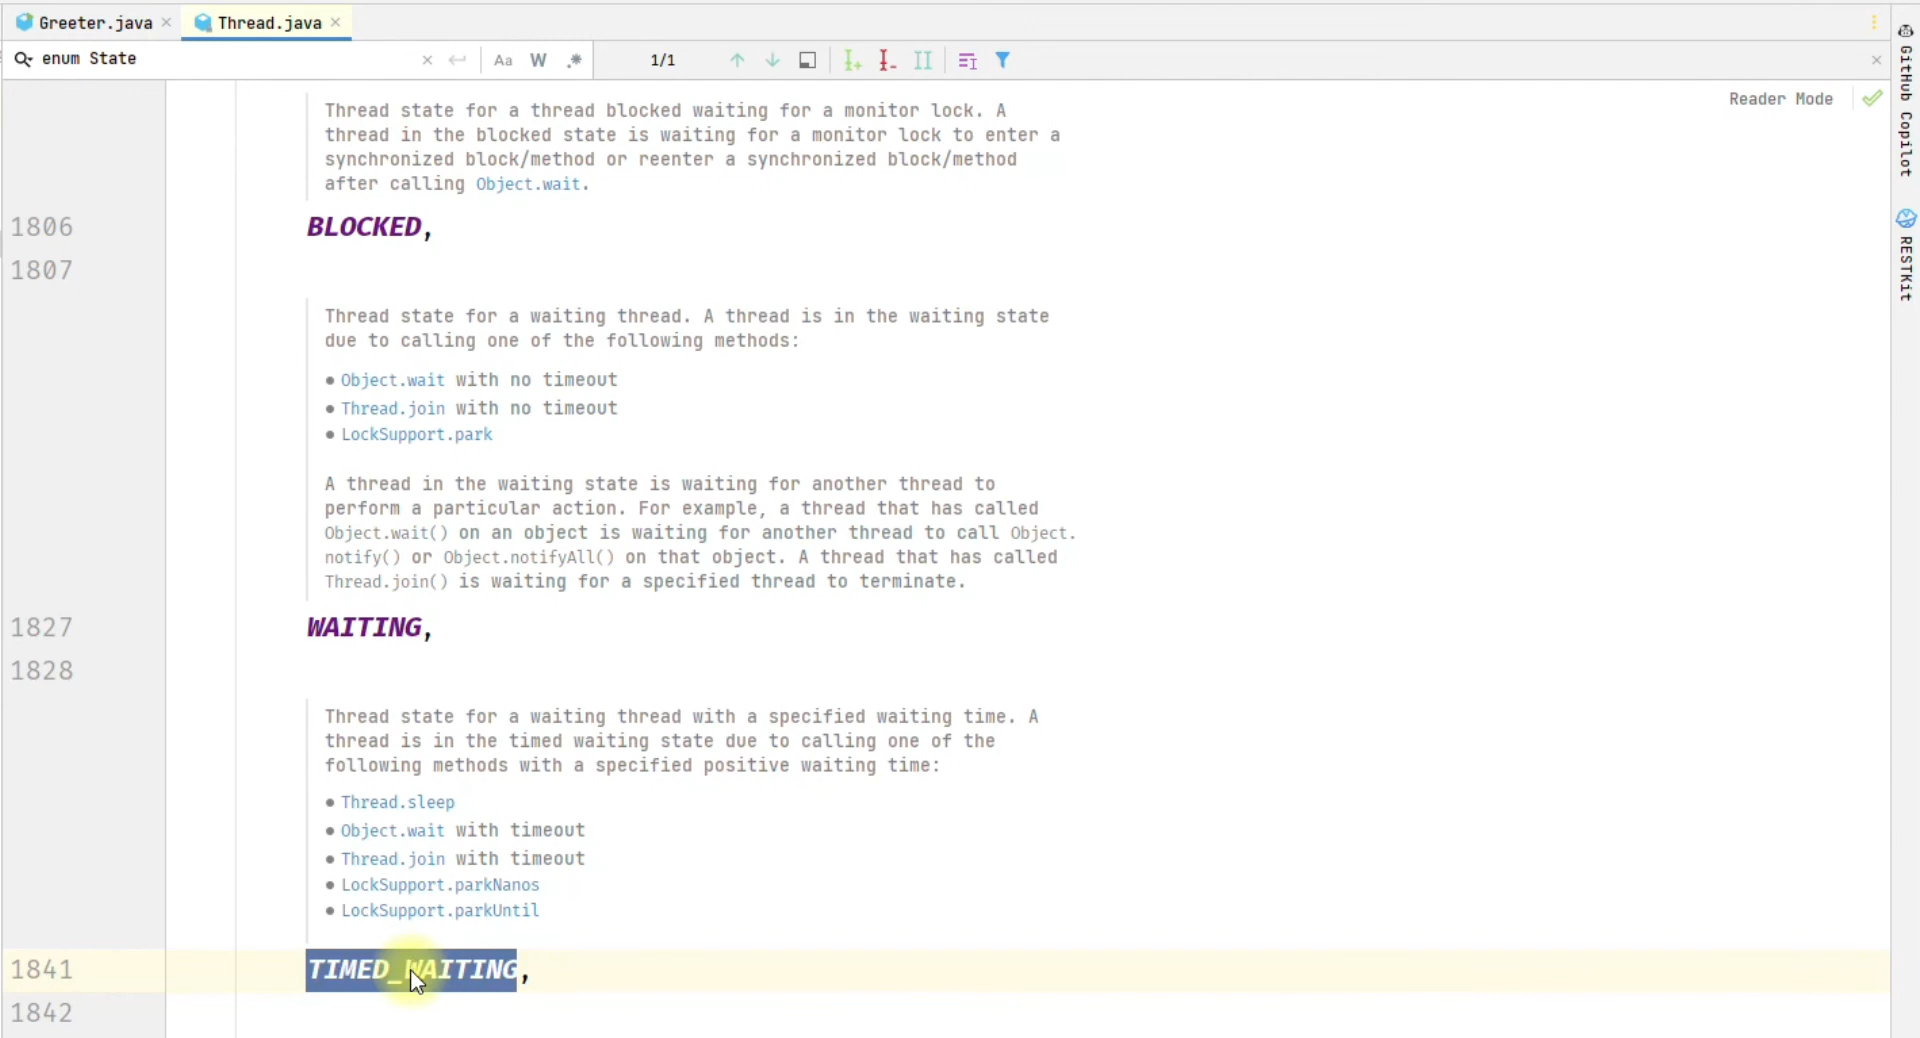 Greeter.java
Thread.java
enum State
Aa
W
1/1
Reader Mode
GitHub Copilot
RESTKit
Thread state for a thread blocked waiting for a monitor lock. A
thread in the blocked state is waiting for a monitor lock to enter a
synchronized block/method or reenter a synchronized block/method
after calling Object.wait.
1806 BLOCKED,
1807
Thread state for a waiting thread. A thread is in the waiting state
due to calling one of the following methods:
• Object.wait with no timeout
• Thread.join with no timeout
• LockSupport.park
A thread in the waiting state is waiting for another thread to
perform a particular action. For example, a thread that has called
Object.wait() on an object is waiting for another thread to call Object.
notify() or Object.notifyAll() on that object. A thread that has called
Thread.join() is waiting for a specified thread to terminate.
1827 WAITING,
1828
Thread state for a waiting thread with a specified waiting time. A
thread is in the timed waiting state due to calling one of the
following methods with a specified positive waiting time:
• Thread.sleep
• Object.wait with timeout
• Thread.join with timeout
• LockSupport.parkNanos
• LockSupport.parkUntil
1841 TIMED_WAITING,
1842